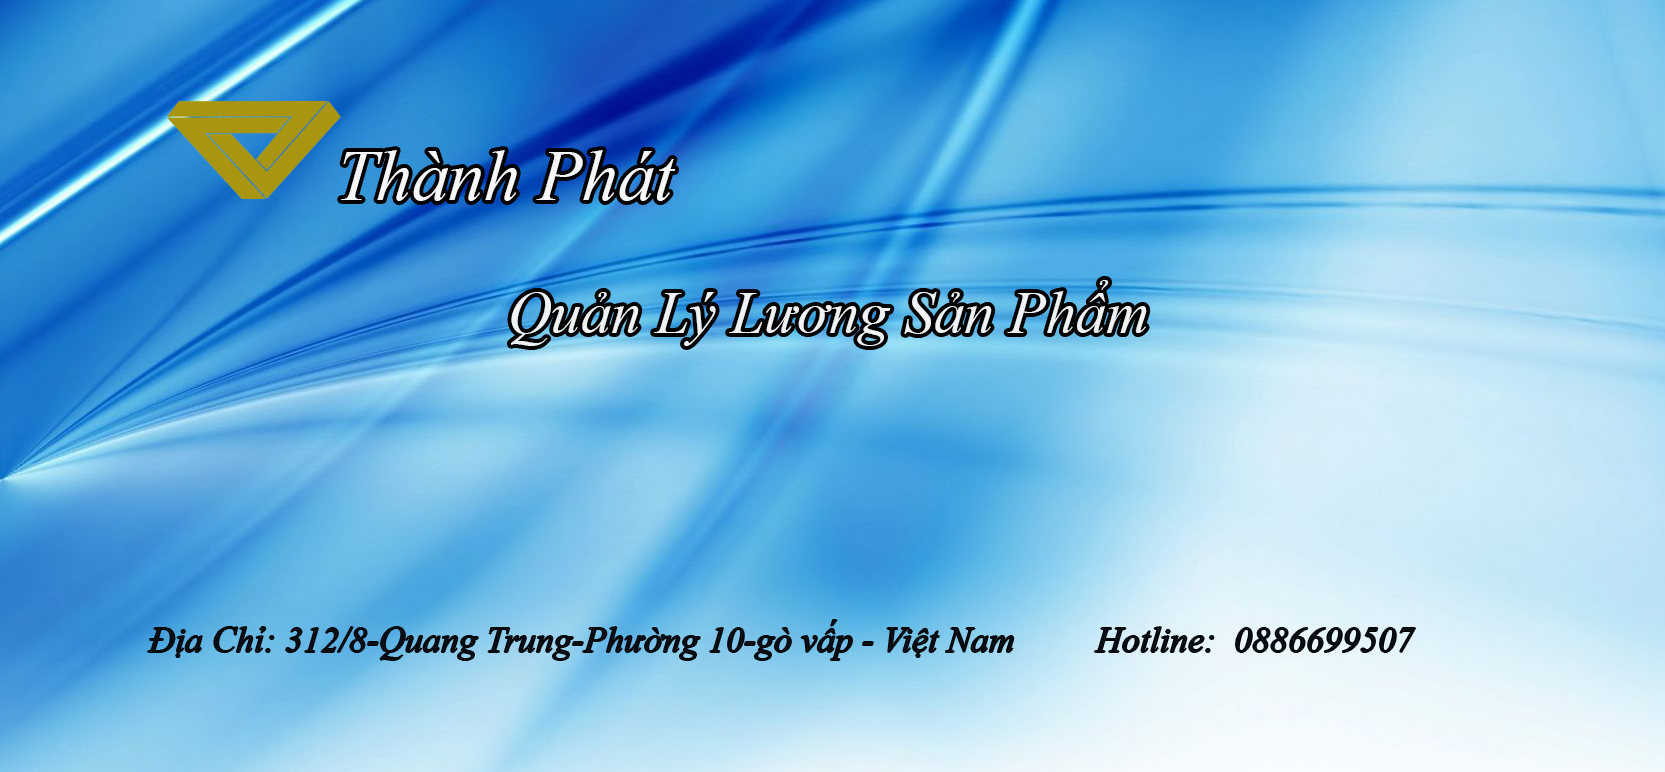 Thành Phát
Quản Lý Lương Sản Phẩm
Địa Chỉ: 312/8-Quang Trung-Phường 10-gò vấp - Việt Nam Hotline: 0886699507